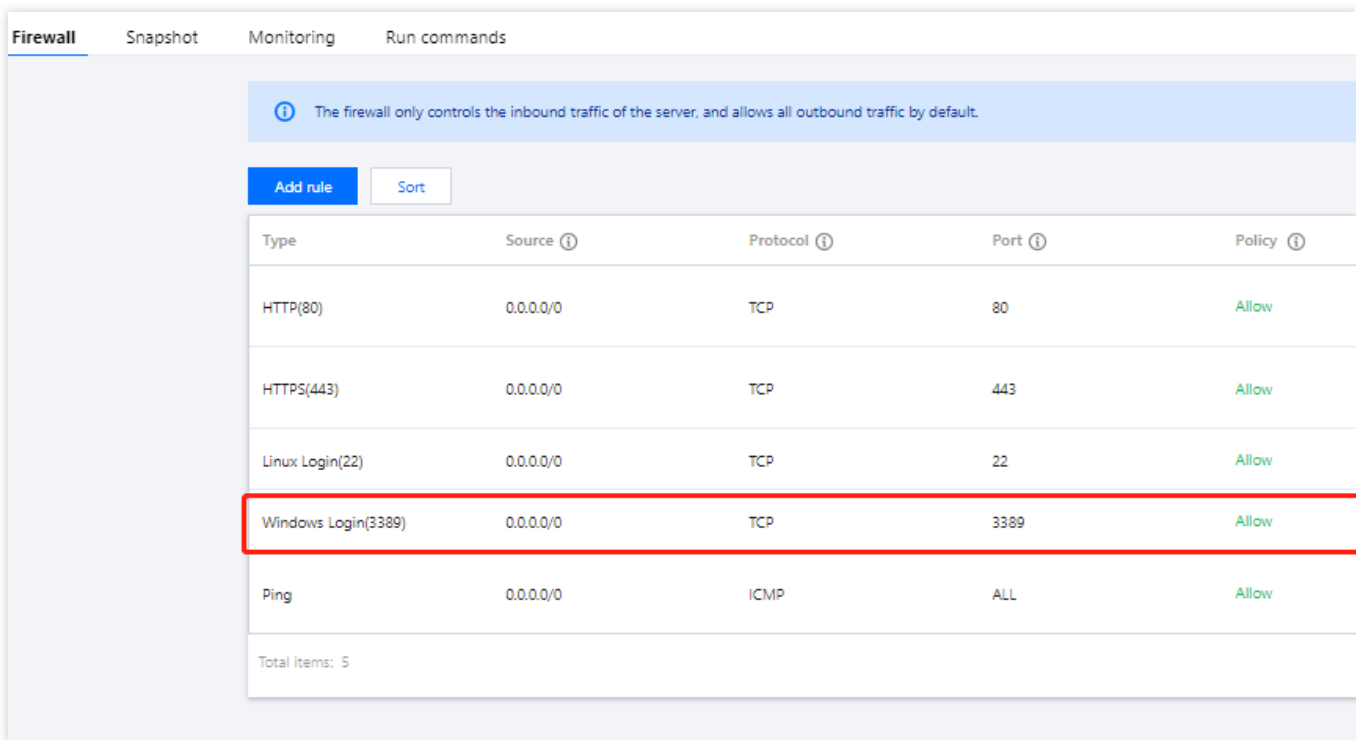 Firewall Snapshot Monitoring Run commands
The firewall only controls the inbound traffic of the server, and allows all outbound traffic by default.
Add rule Sort
Type Source Protocol Port Policy
HTTP(80) 0.0.0.0/0 TCP 80 Allow
HTTPS(443) 0.0.0.0/0 TCP 443 Allow
Linux Login(22) 0.0.0.0/0 TCP 22 Allow
Windows Login(3389) 0.0.0.0/0 TCP 3389 Allow
Ping 0.0.0.0/0 ICMP ALL Allow
Total items: 5